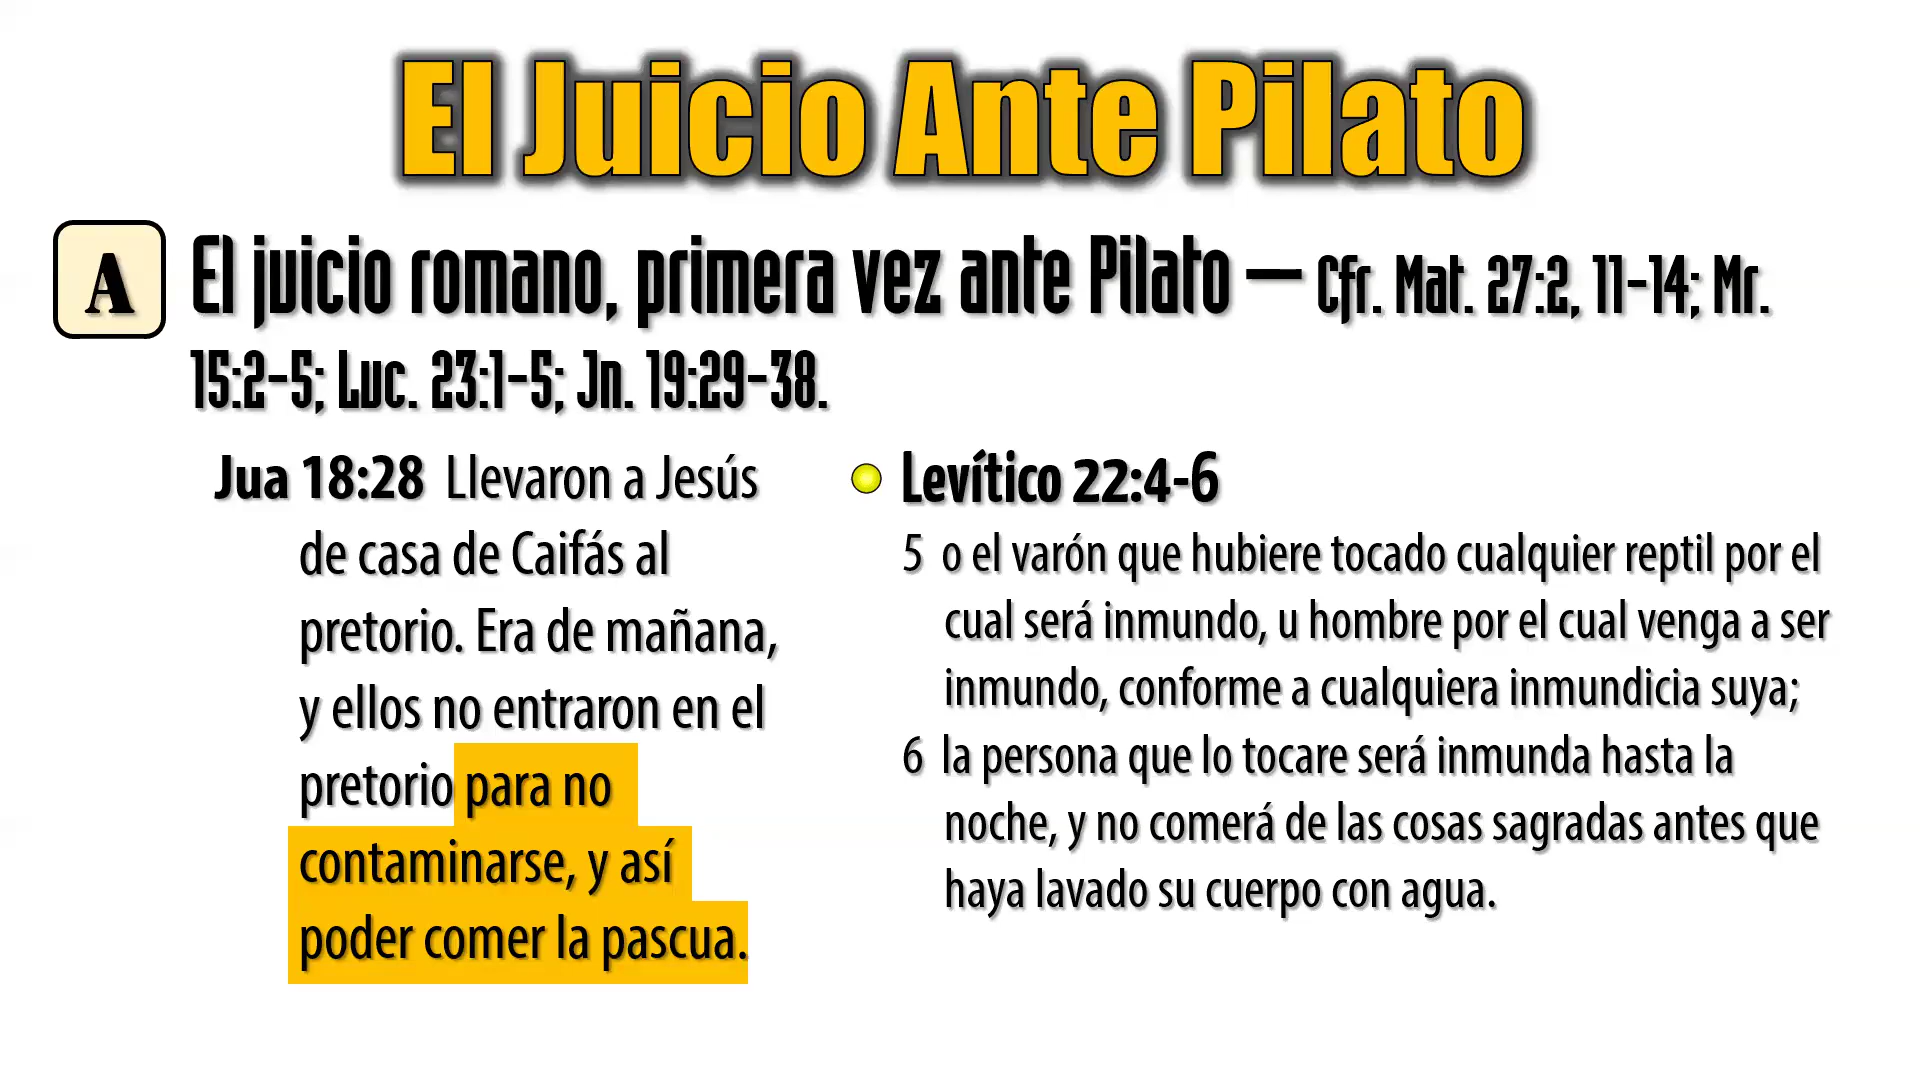 El Juicio Ante Pilato
A El juicio romano, primera vez ante Pilato — Cfr. Mat. 27:2, 11-14; Mr.
15:2-5; Luc. 23:1-5; Jn. 19:29-38.
Jua 18:28 Llevaron a Jesús
de casa de Caifás al
pretorio. Era de mañana,
y ellos no entraron en el
pretorio para no
contaminarse, y así
poder comer la pascua.
Levítico 22:4-6
5 o el varón que hubiere tocado cualquier reptil por el
cual será inmundo, u hombre por el cual venga a ser
inmundo, conforme a cualquiera inmundicia suya;
6 la persona que lo tocare será inmunda hasta la
noche, y no comerá de las cosas sagradas antes que
haya lavado su cuerpo con agua.